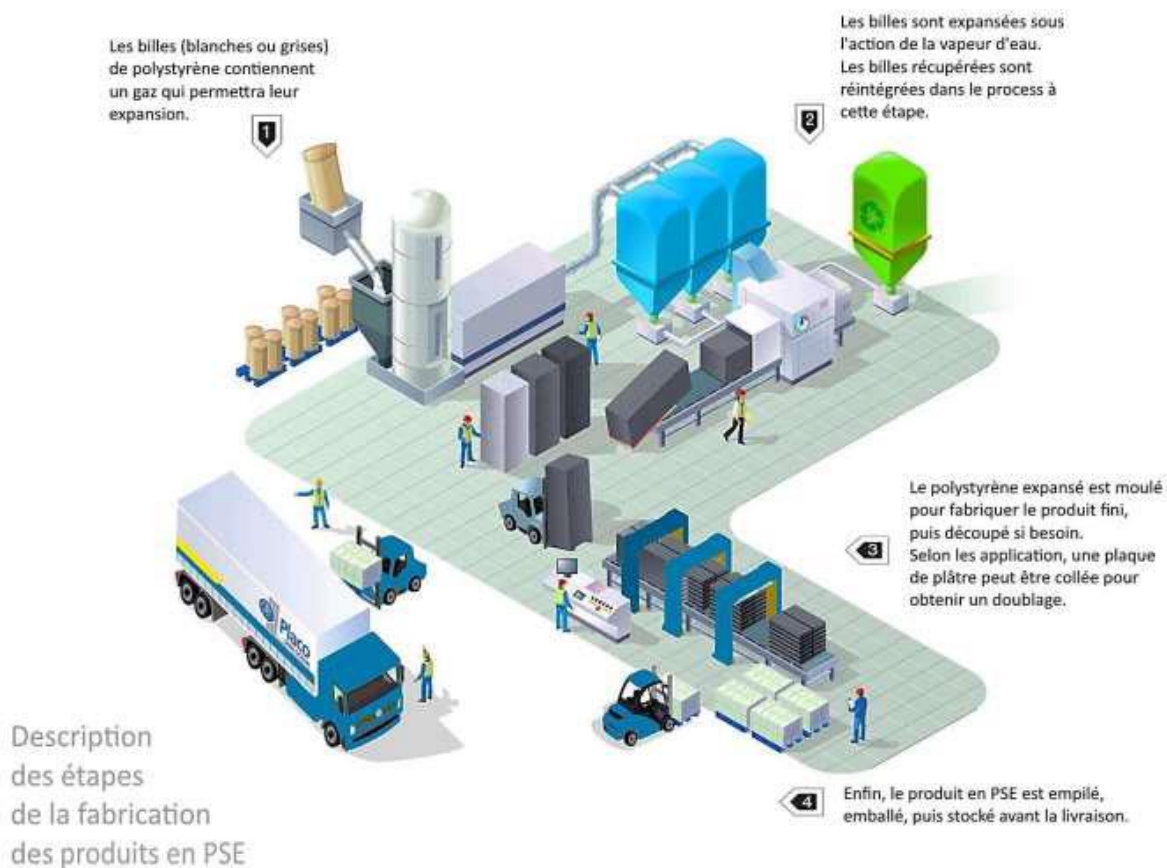 Les billes (blanches ou grises)
de polystyrène contiennent
un gaz qui permettra leur
expansion.
1
Les billes sont expansées sous
l'action de la vapeur d'eau.
Les billes récupérées sont
réintégrées dans le process à
cette étape.
2
Le polystyrène expansé est moulé
pour fabriquer le produit fini,
puis découpé si besoin.
Selon les application, une plaque
de plâtre peut être collée pour
obtenir un doublage.
3
Placo
Description
des étapes
de la fabrication
des produits en PSE
4
Enfin, le produit en PSE est empilé,
emballé, puis stocké avant la livraison.